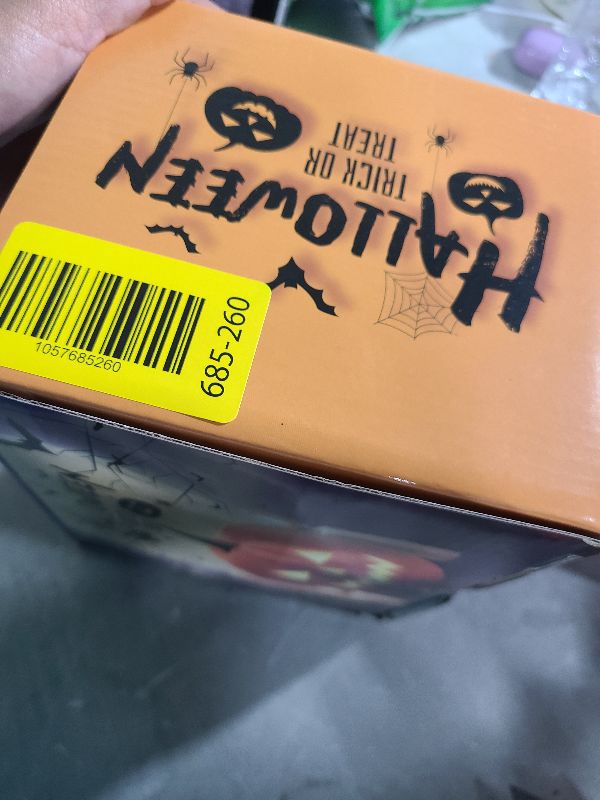 HALLOWEEN
TRICK OR
TREAT
1057685260
685-260